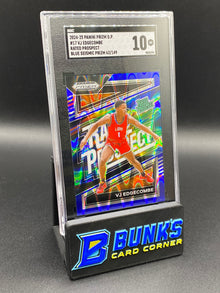 2024-25 PANINI PRIZM D.P.
#17 VJ EDGECOMBE
RATED PROSPECT
BLUE SEISMIC PRIZM 43/149
10
PRIZM
RATED
PROSPECT
VJ EDGECOMBE
BUNKS
CARD CORNER